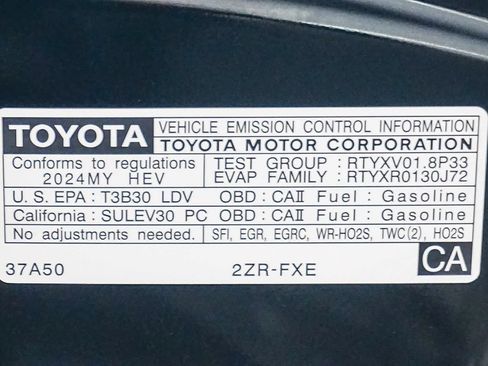 TOYOTA VEHICLE EMISSION CONTROL INFORMATION
TOYOTA MOTOR CORPORATION
Conforms to regulations TEST GROUP : RTYXV01.8P33
2024MY HEV EVAP FAMILY : RTYXR0130J72
U. S. EPA : T3B30 LDV OBD : CAⅡ Fuel : Gasoline
California : SULEV30 PC OBD : CAⅡ Fuel : Gasoline
No adjustments needed. SFI, EGR, EGRC, WR-HO2S, TWC(2), HO2S
37A50 2ZR-FXE CA